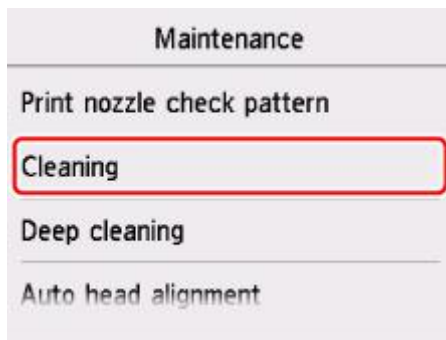 Maintenance
Print nozzle check pattern
Cleaning
Deep cleaning
Auto head alignment